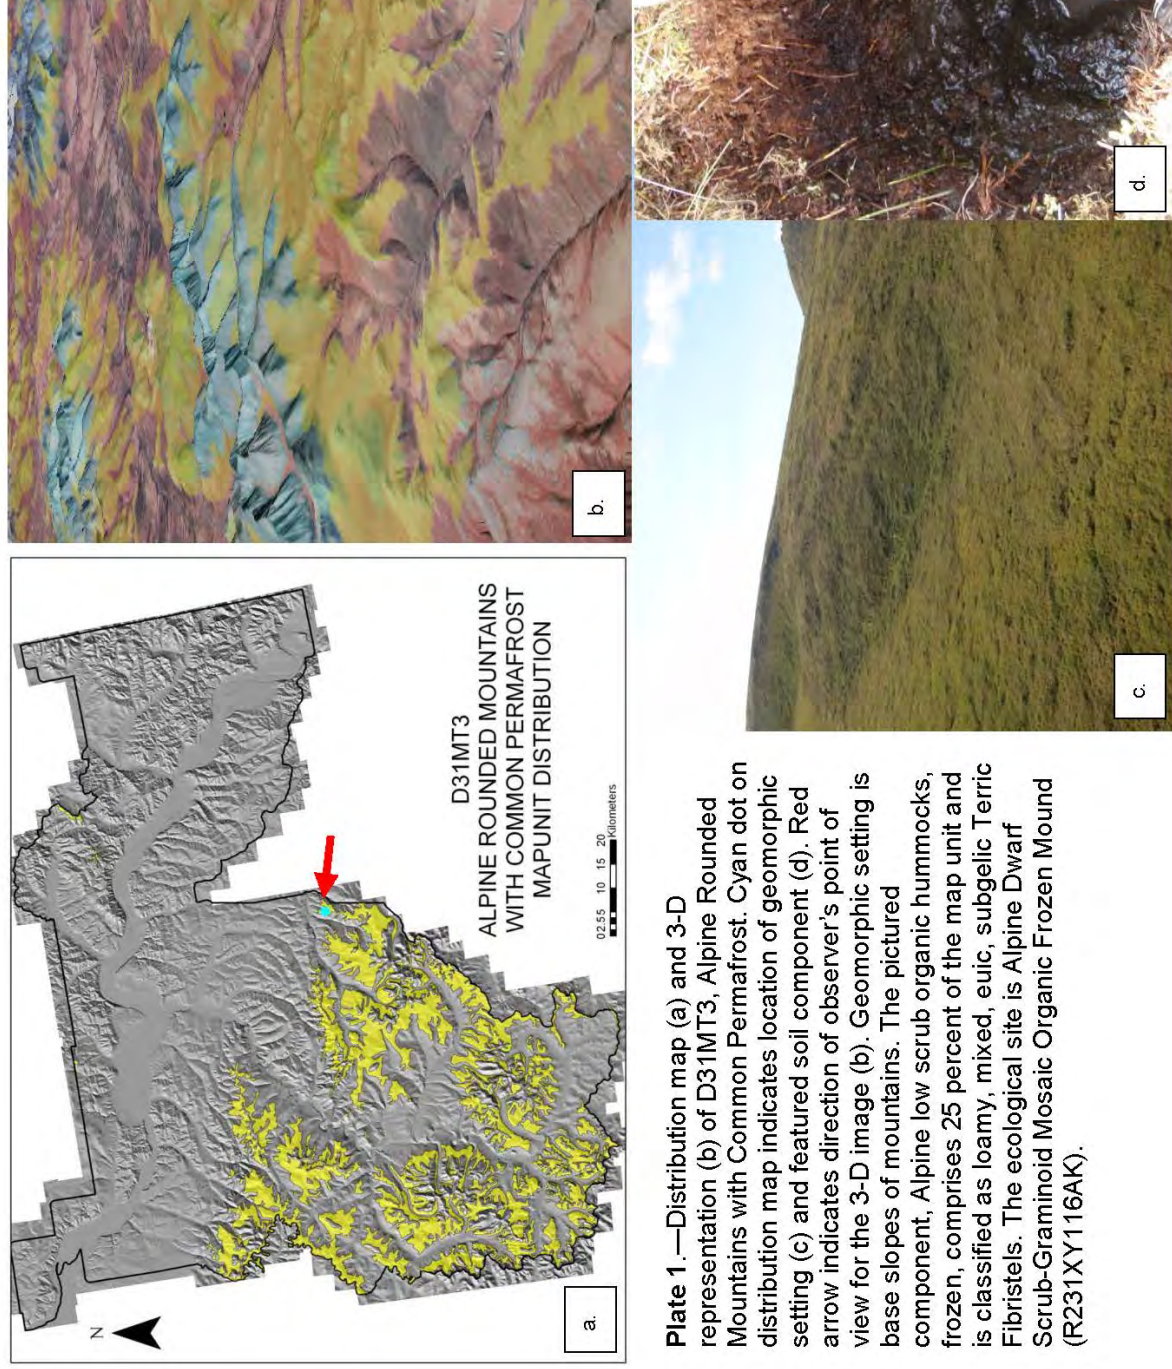 N
D31MT3
ALPINE ROUNDED MOUNTAINS
WITH COMMON PERMAFROST
MAPUNIT DISTRIBUTION
02.55 10 15 20
Kilometers
a.
b.
Plate 1.—Distribution map (a) and 3-D
representation (b) of D31MT3, Alpine Rounded
Mountains with Common Permafrost. Cyan dot on
distribution map indicates location of geomorphic
setting (c) and featured soil component (d). Red
arrow indicates direction of observer's point of
view for the 3-D image (b). Geomorphic setting is
base slopes of mountains. The pictured
component, Alpine low scrub organic hummocks,
frozen, comprises 25 percent of the map unit and
is classified as loamy, mixed, euic, subgelic Terric
Fibristels. The ecological site is Alpine Dwarf
Scrub-Graminoid Mosaic Organic Frozen Mound
(R231XY116AK).
c.
d.